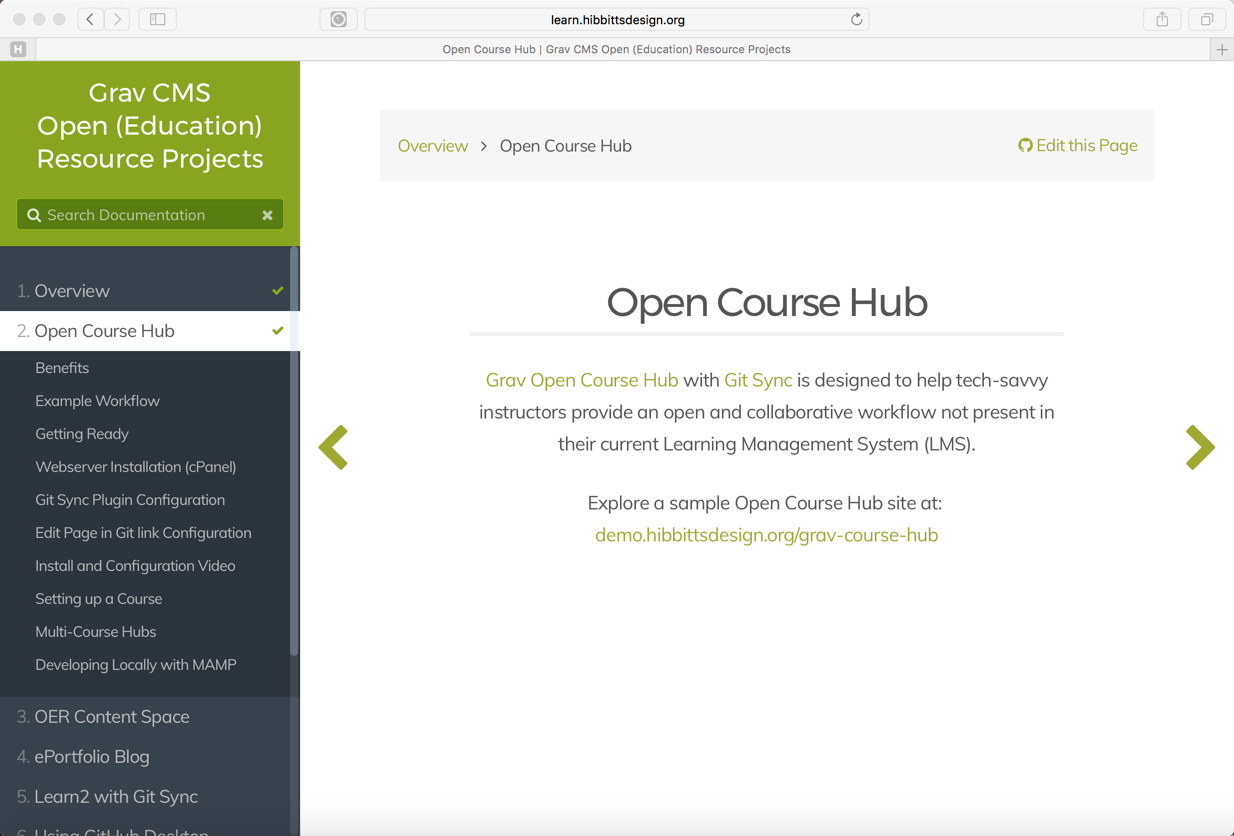 learn.hibbittsdesign.org
H
Open Course Hub | Grav CMS Open (Education) Resource Projects
Grav CMS
Open (Education)
Resource Projects
Search Documentation
1. Overview
2. Open Course Hub
Benefits
Example Workflow
Getting Ready
Webserver Installation (cPanel)
Git Sync Plugin Configuration
Edit Page in Git link Configuration
Install and Configuration Video
Setting up a Course
Multi-Course Hubs
Developing Locally with MAMP
3. OER Content Space
4. ePortfolio Blog
5. Learn2 with Git Sync
6. Using GitHub Desktop
Overview > Open Course Hub
Edit this Page
Open Course Hub
Grav Open Course Hub with Git Sync is designed to help tech-savvy
instructors provide an open and collaborative workflow not present in
their current Learning Management System (LMS).
Explore a sample Open Course Hub site at:
demo.hibbittsdesign.org/grav-course-hub